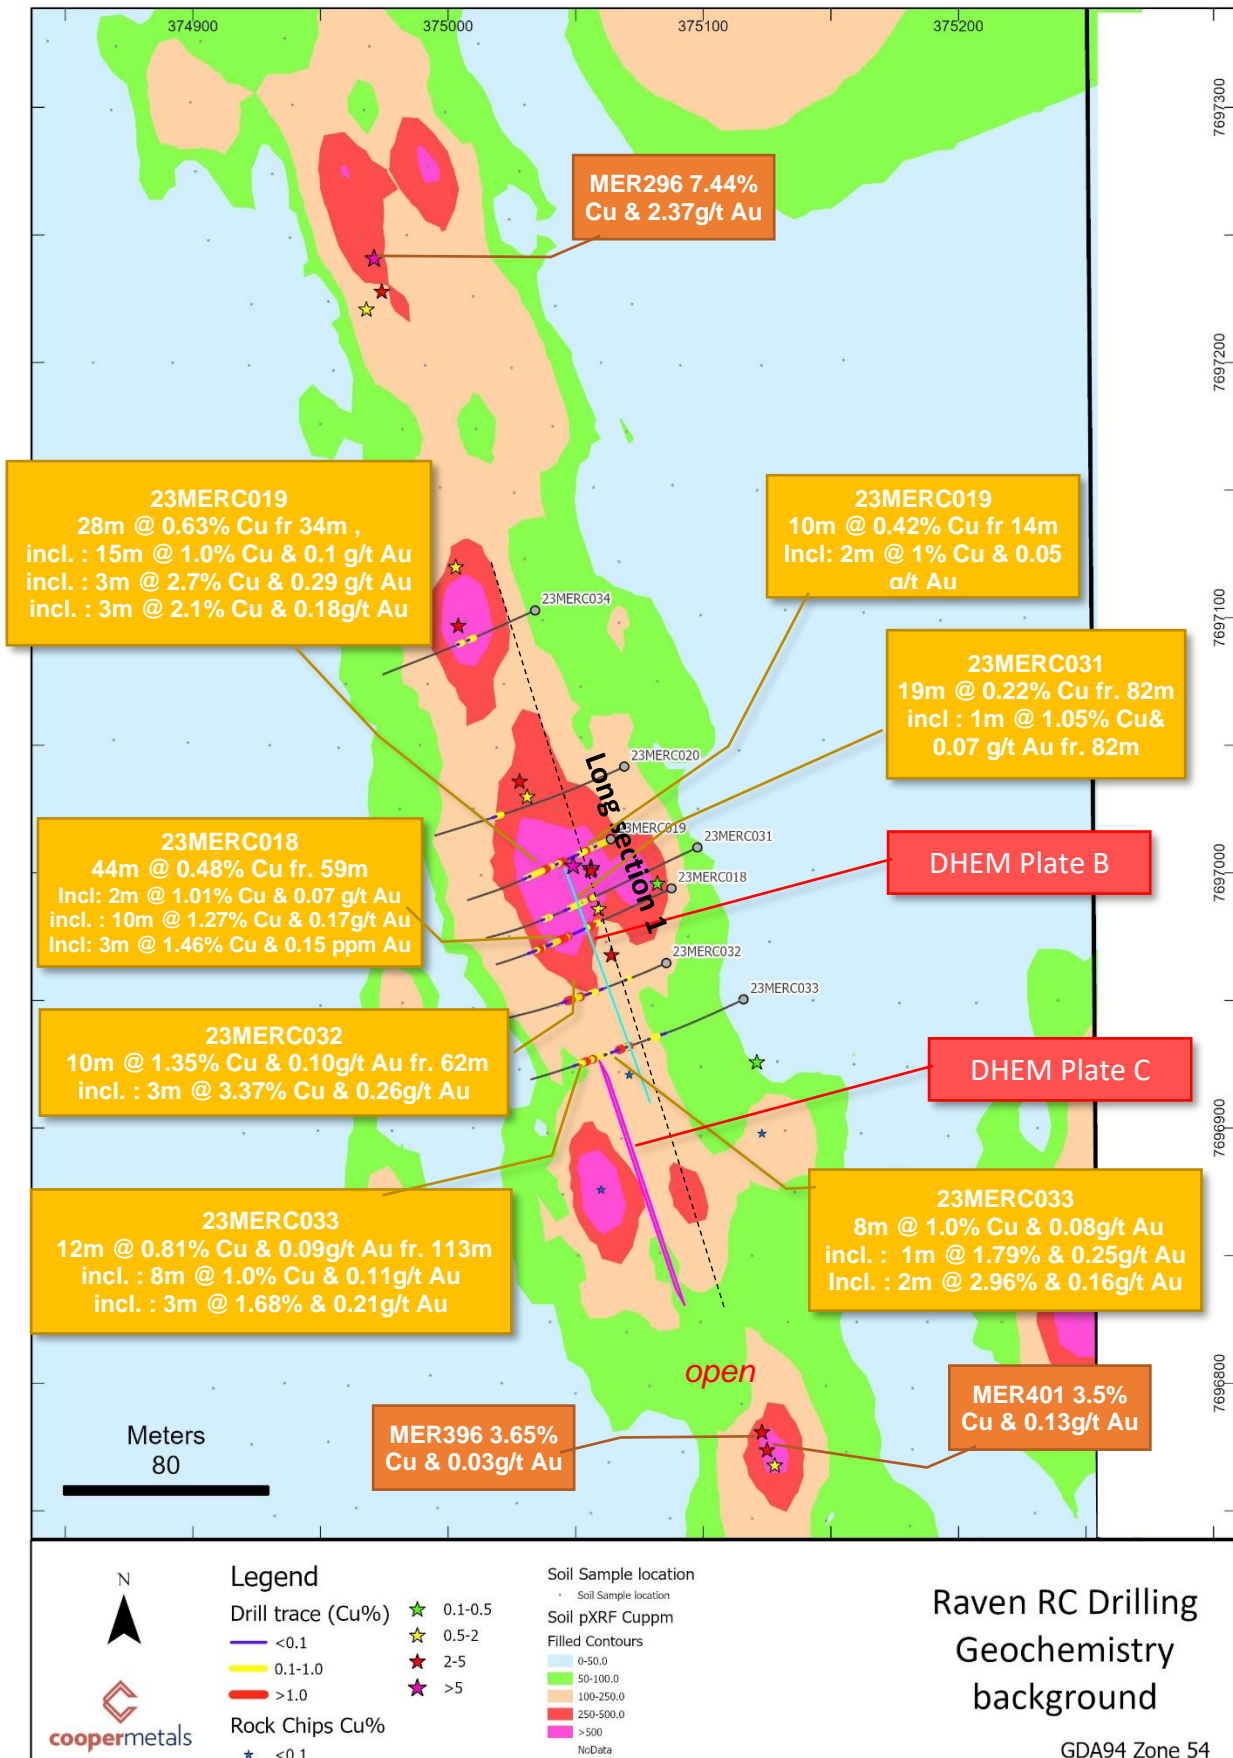 374900
375000
375100
375200
7697300
7697200
7697100
7697000
7696900
7696800
MER296 7.44%
Cu & 2.37g/t Au
23MERC019
28m @ 0.63% Cu fr 34m ,
incl. : 15m @ 1.0% Cu & 0.1 g/t Au
incl. : 3m @ 2.7% Cu & 0.29 g/t Au
incl. : 3m @ 2.1% Cu & 0.18g/t Au
23MERC019
10m @ 0.42% Cu fr 14m
Incl: 2m @ 1% Cu & 0.05
g/t Au
23MERC034
23MERC031
19m @ 0.22% Cu fr. 82m
incl : 1m @ 1.05% Cu&
0.07 g/t Au fr. 82m
23MERC020
Long section 1
23MERC019
23MERC031
23MERC018
23MERC018
44m @ 0.48% Cu fr. 59m
Incl: 2m @ 1.01% Cu & 0.07 g/t Au
incl. : 10m @ 1.27% Cu & 0.17g/t Au
Incl: 3m @ 1.46% Cu & 0.15 ppm Au
DHEM Plate B
23MERC032
23MERC033
23MERC032
10m @ 1.35% Cu & 0.10g/t Au fr. 62m
incl. : 3m @ 3.37% Cu & 0.26g/t Au
DHEM Plate C
23MERC033
12m @ 0.81% Cu & 0.09g/t Au fr. 113m
incl. : 8m @ 1.0% Cu & 0.11g/t Au
incl. : 3m @ 1.68% & 0.21g/t Au
23MERC033
8m @ 1.0% Cu & 0.08g/t Au
incl. : 1m @ 1.79% & 0.25g/t Au
Incl. : 2m @ 2.96% & 0.16g/t Au
open
MER396 3.65%
Cu & 0.03g/t Au
MER401 3.5%
Cu & 0.13g/t Au
Meters
80
N
coopermetals
Legend
Drill trace (Cu%)
<0.1
0.1-1.0
>1.0
Rock Chips Cu%
<0.1
0.1-0.5
0.5-2
2-5
>5
Soil Sample location
Soil Sample location
Soil pXRF Cuppm
Filled Contours
0-50.0
50-100.0
100-250.0
250-500.0
>500
NoData
Raven RC Drilling
Geochemistry
background
GDA94 Zone 54